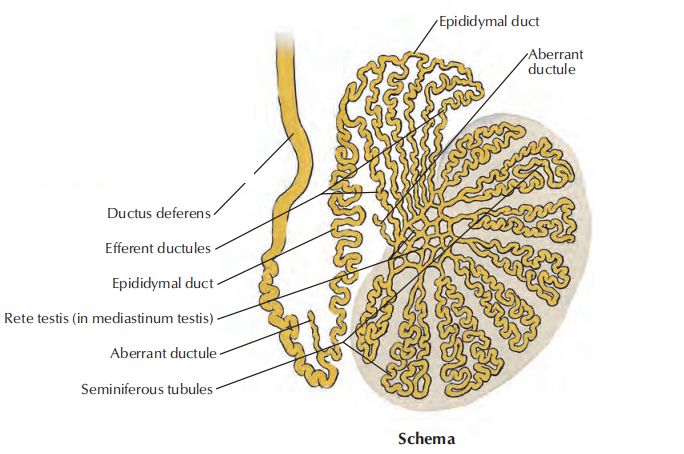 Epididymal duct
Aberrant
ductule
Ductus deferens
Efferent ductules
Epididymal duct
Rete testis (in mediastinum testis)
Aberrant ductule
Seminiferous tubules
Schema